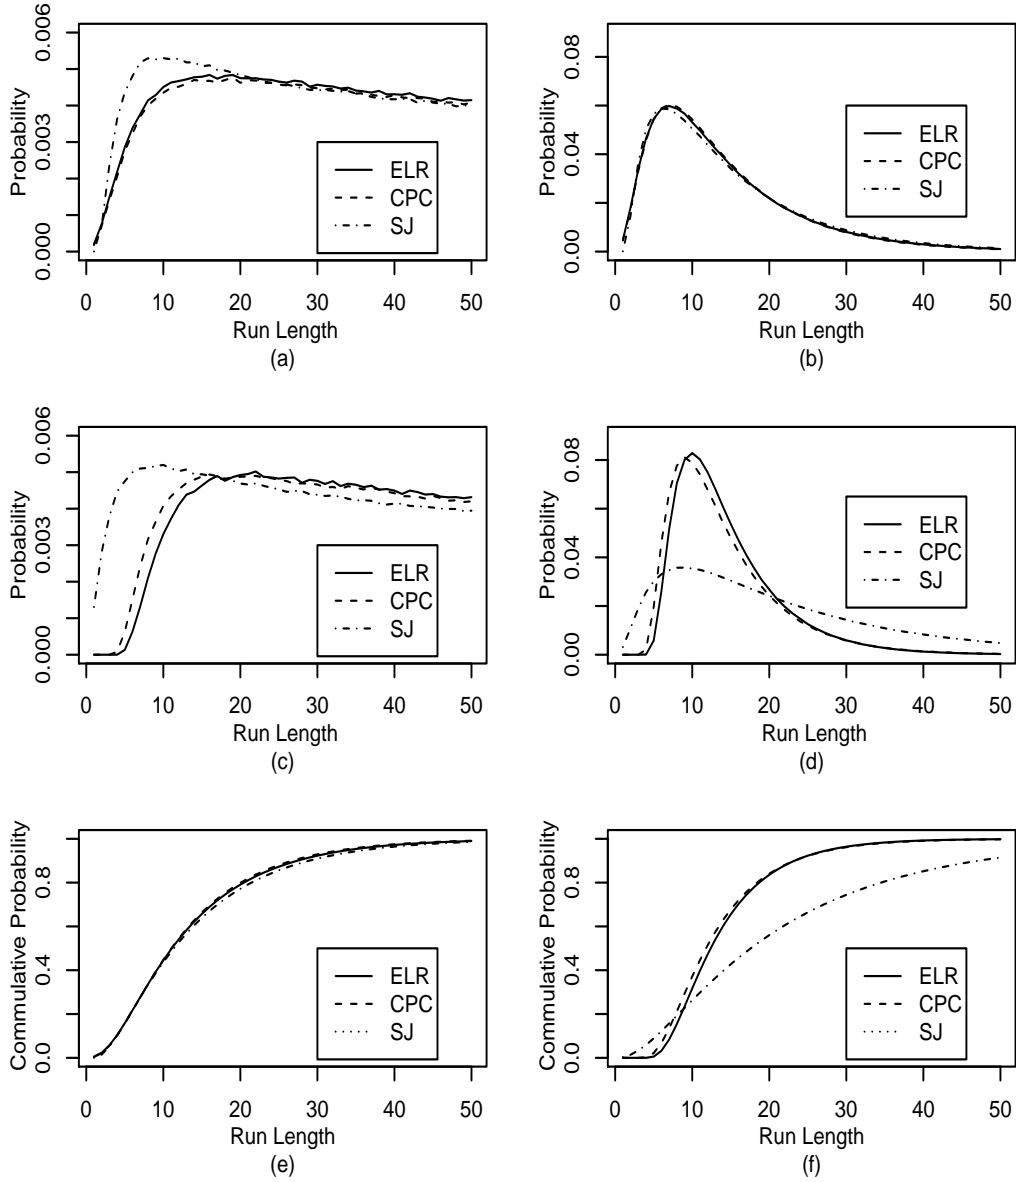 Probability
0.006
0.003
0.000
ELR
CPC
SJ
0 10 20 30 40 50
Run Length
(a)
Probability
0.08
0.04
0.00
ELR
CPC
SJ
0 10 20 30 40 50
Run Length
(b)
Probability
0.006
0.003
0.000
ELR
CPC
SJ
0 10 20 30 40 50
Run Length
(c)
Probability
0.08
0.04
0.00
ELR
CPC
SJ
0 10 20 30 40 50
Run Length
(d)
Commulative Probability
0.8
0.4
0.0
ELR
CPC
SJ
0 10 20 30 40 50
Run Length
(e)
Commulative Probability
0.8
0.4
0.0
ELR
CPC
SJ
0 10 20 30 40 50
Run Length
(f)